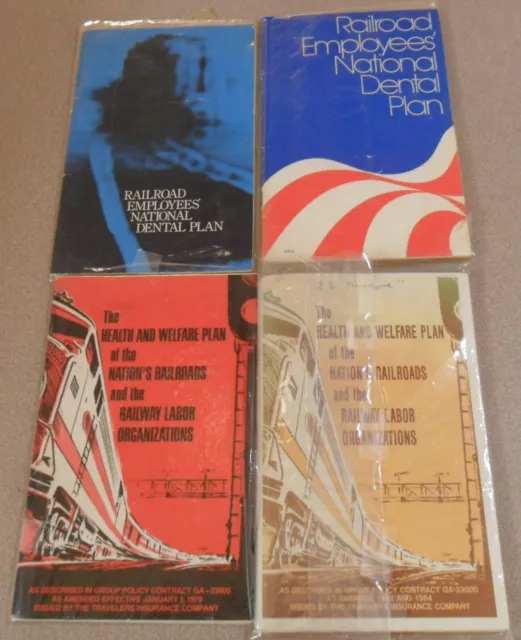 RAILROAD
EMPLOYEES'
NATIONAL
DENTAL PLAN
Railroad
Employees'
National
Dental
Plan
The
HEALTH AND WELFARE PLAN
of the
NATION'S RAILROADS
and the
RAILWAY LABOR
ORGANIZATIONS
AS DESCRIBED IN GROUP POLICY CONTRACT GA-23000
AS AMENDED EFFECTIVE JANUARY 1, 1979
ISSUED BY THE TRAVELERS INSURANCE COMPANY
The
HEALTH AND WELFARE PLAN
of the
NATION'S RAILROADS
and the
RAILWAY LABOR
ORGANIZATIONS
AS DESCRIBED IN GROUP POLICY CONTRACT GA-23000
AS AMENDED 1984
ISSUED BY THE TRAVELERS INSURANCE COMPANY